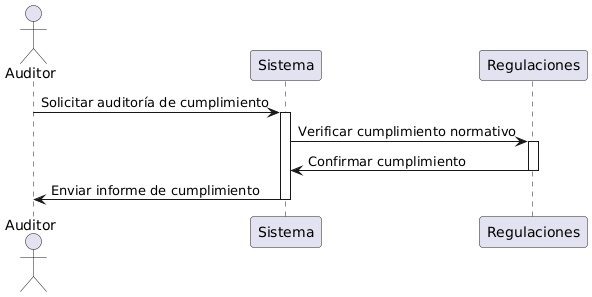 Auditor
Sistema
Regulaciones
Solicitar auditoría de cumplimiento
Verificar cumplimiento normativo
Confirmar cumplimiento
Enviar informe de cumplimiento
Auditor
Sistema
Regulaciones